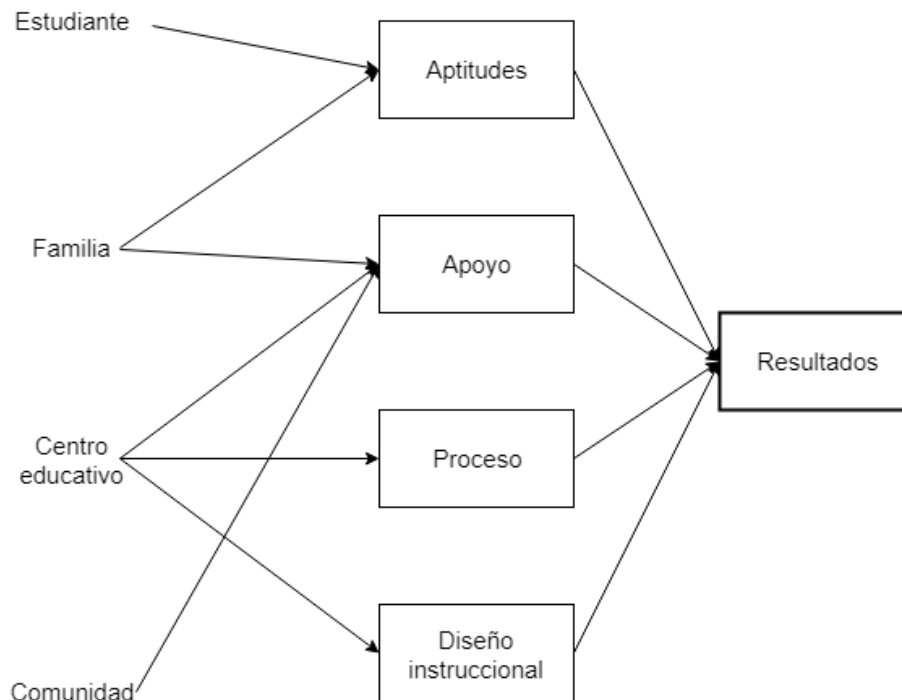 Estudiante
Aptitudes
Familia
Apoyo
Resultados
Centro
educativo
Proceso
Diseño
instruccional
Comunidad